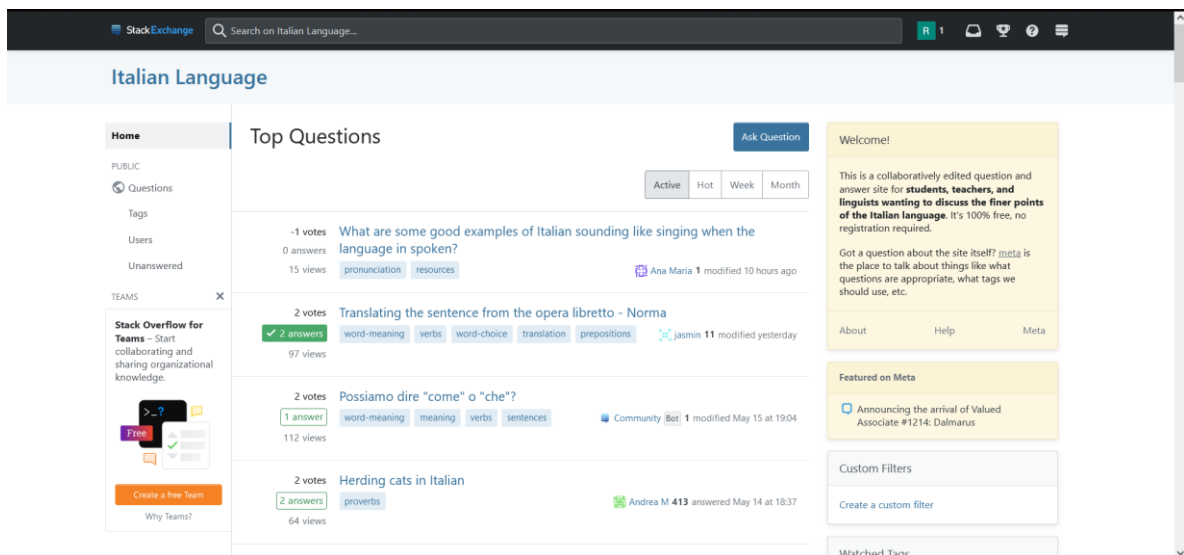 StackExchange
Search on Italian Language...
R 1
Italian Language
Home
PUBLIC
Questions
Tags
Users
Unanswered
TEAMS
Stack Overflow for
Teams – Start
collaborating and
sharing organizational
knowledge.
>_?
Free
Create a free Team
Why Teams?
Top Questions
Ask Question
Active Hot Week Month
-1 votes
0 answers
15 views
What are some good examples of Italian sounding like singing when the
language in spoken?
pronunciation resources
Ana Maria 1 modified 10 hours ago
2 votes
2 answers
97 views
Translating the sentence from the opera libretto - Norma
word-meaning verbs word-choice translation prepositions
jasmin 11 modified yesterday
2 votes
1 answer
112 views
Possiamo dire "come" o "che"?
word-meaning meaning verbs sentences
Community Bot 1 modified May 15 at 19:04
2 votes
2 answers
64 views
Herding cats in Italian
proverbs
Andrea M 413 answered May 14 at 18:37
Welcome!
This is a collaboratively edited question and
answer site for students, teachers, and
linguists wanting to discuss the finer points
of the Italian language. It's 100% free, no
registration required.
Got a question about the site itself? meta is
the place to talk about things like what
questions are appropriate, what tags we
should use, etc.
About Help Meta
Featured on Meta
Announcing the arrival of Valued
Associate #1214: Dalmarus
Custom Filters
Create a custom filter
Watched Tags